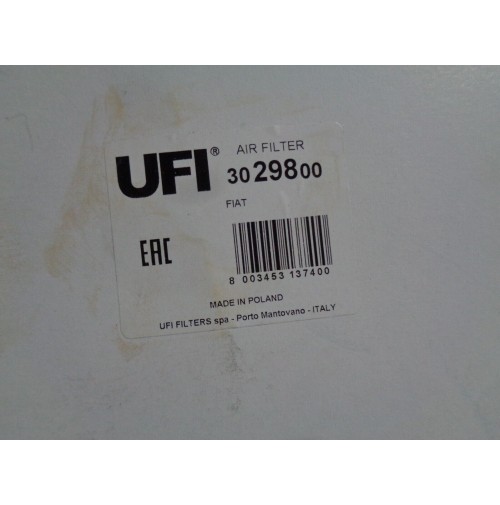 AIR FILTER
UFI®
30 298 00
FIAT
EAC
8 003453 137400
MADE IN POLAND
UFI FILTERS spa - Porto Mantovano - ITALY